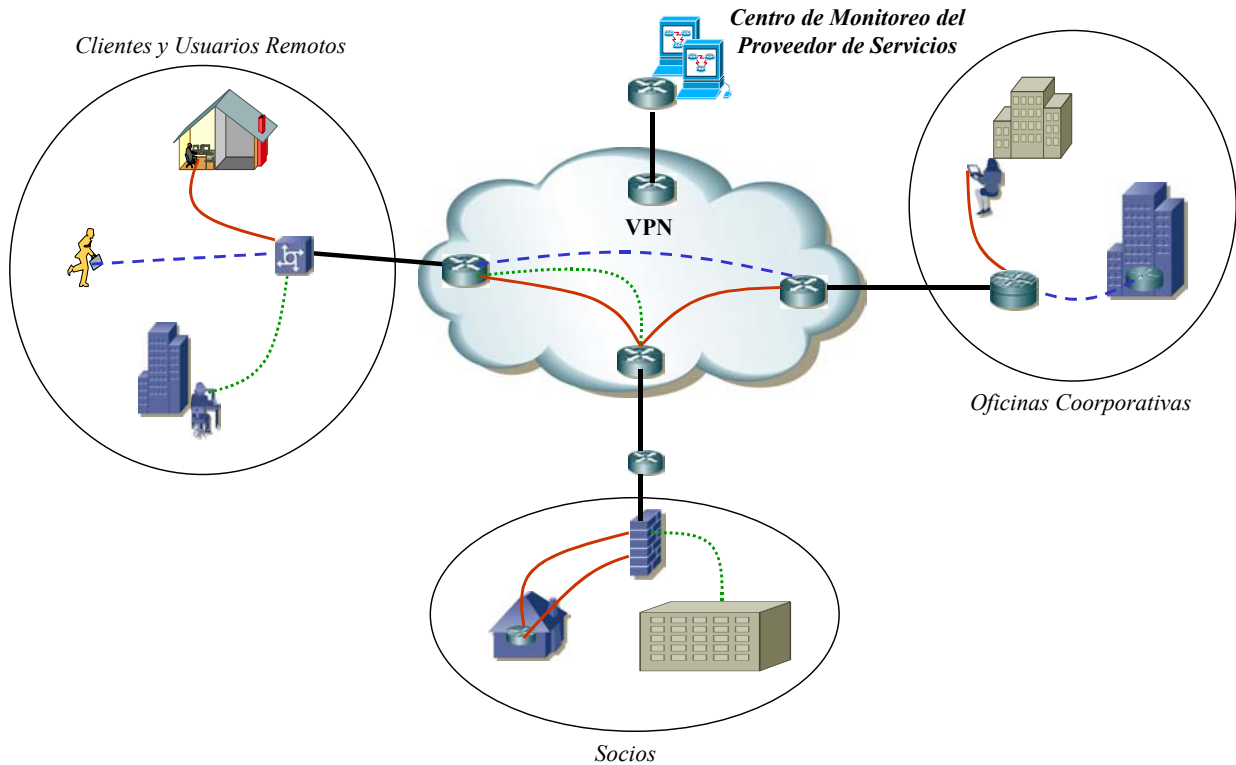 Centro de Monitoreo del
Proveedor de Servicios
Clientes y Usuarios Remotos
VPN
Oficinas Coorporativas
Socios